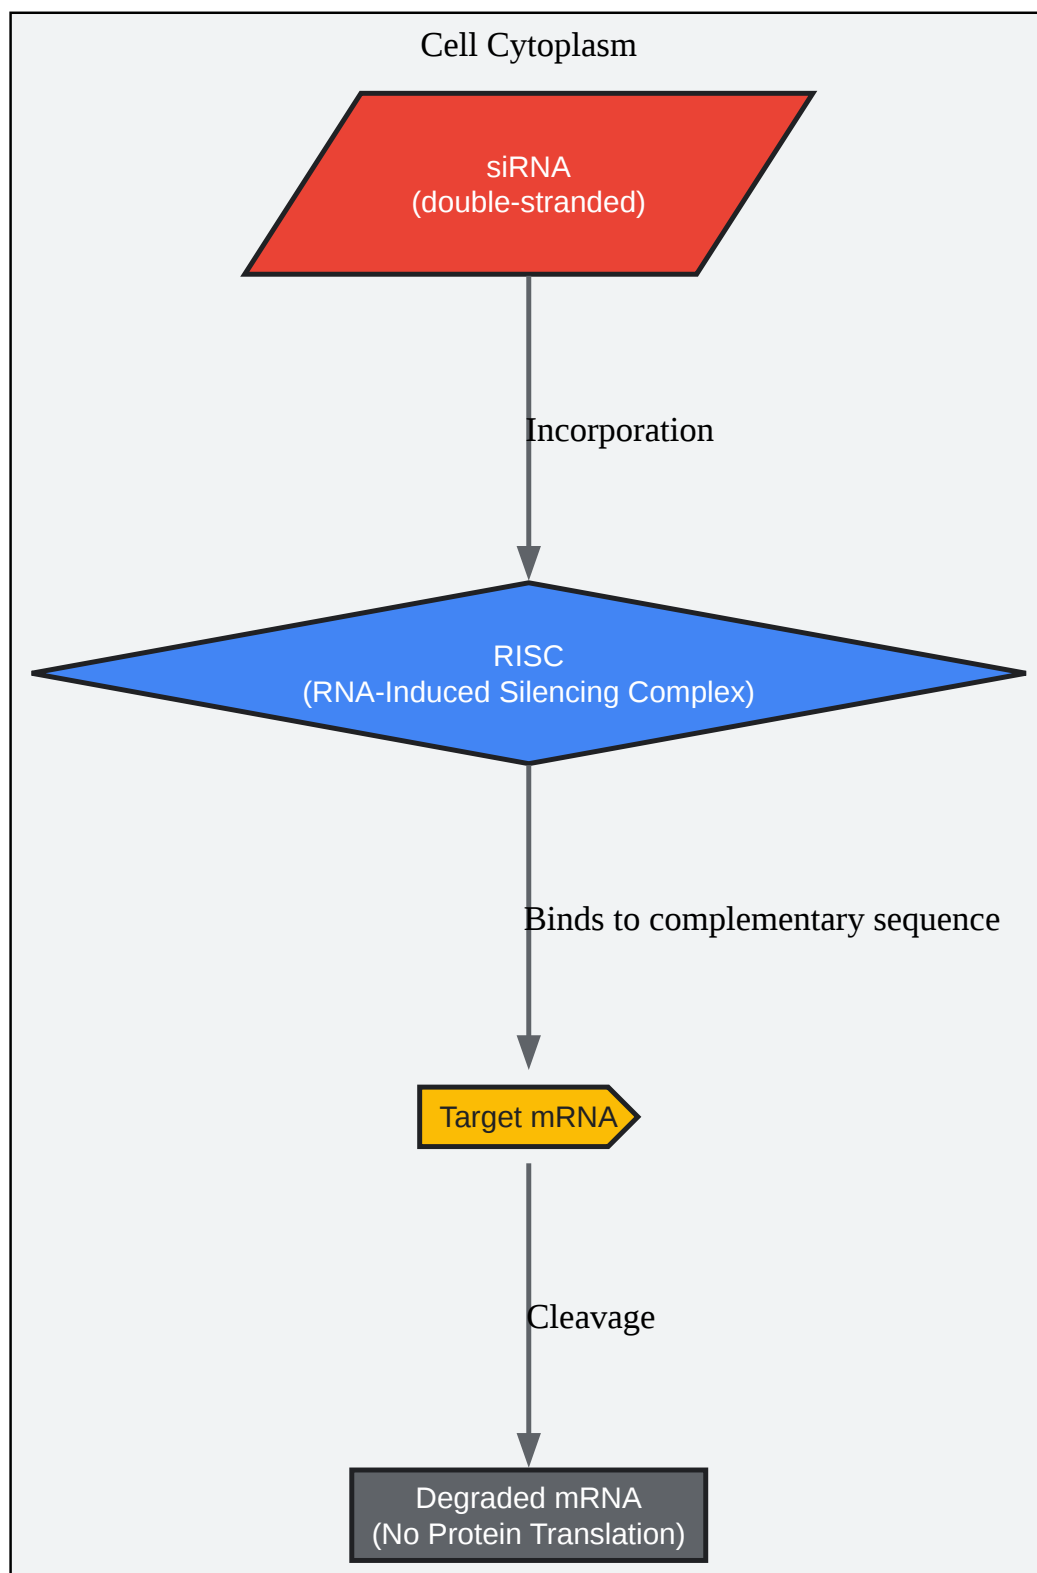 Cell Cytoplasm
siRNA
(double-stranded)
Incorporation
RISC
(RNA-Induced Silencing Complex)
Binds to complementary sequence
Target mRNA
Cleavage
Degraded mRNA
(No Protein Translation)